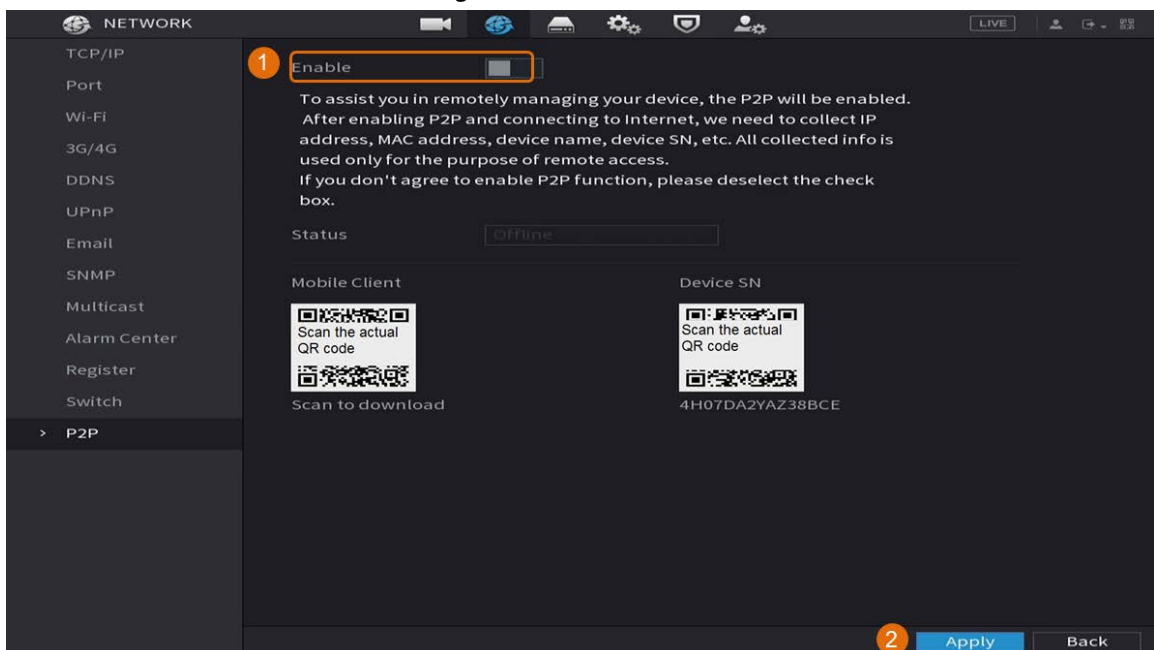 NETWORK
LIVE
TCP/IP
Port
Wi-Fi
3G/4G
DDNS
UPnP
Email
SNMP
Multicast
Alarm Center
Register
Switch
> P2P
1
Enable
To assist you in remotely managing your device, the P2P will be enabled.
After enabling P2P and connecting to Internet, we need to collect IP
address, MAC address, device name, device SN, etc. All collected info is
used only for the purpose of remote access.
If you don't agree to enable P2P function, please deselect the check
box.
Status Offline
Mobile Client
Scan the actual
QR code
Scan to download
Device SN
Scan the actual
QR code
4H07DA2YAZ38BCE
2
Apply
Back